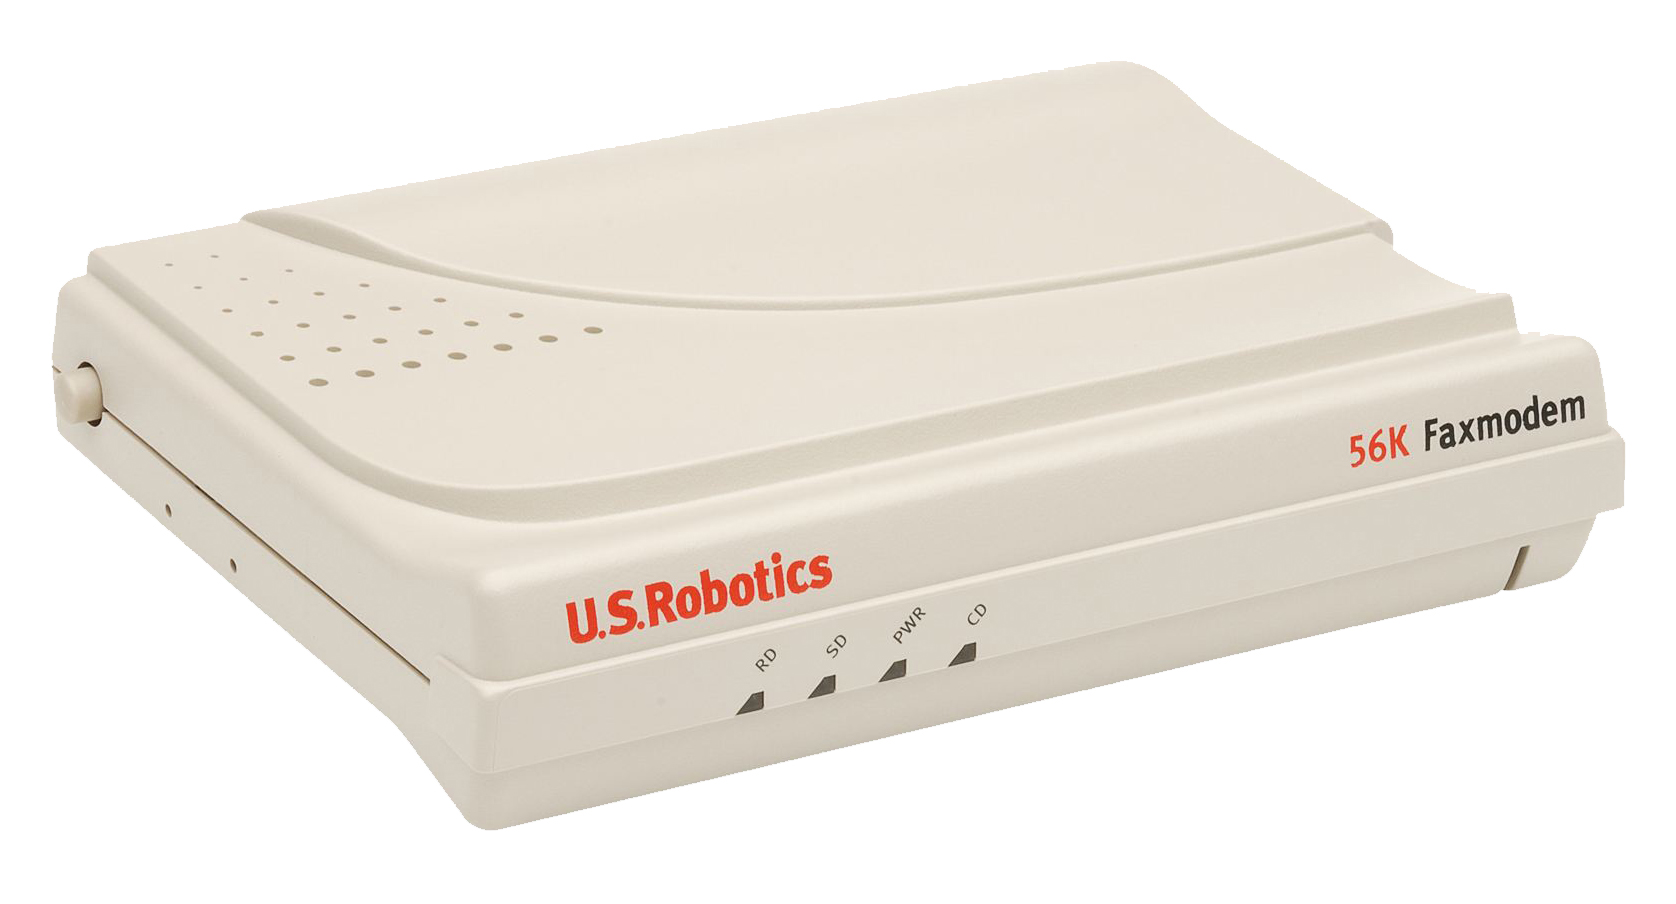 56K Faxmodem
U.S.Robotics
RD SD PWR CD